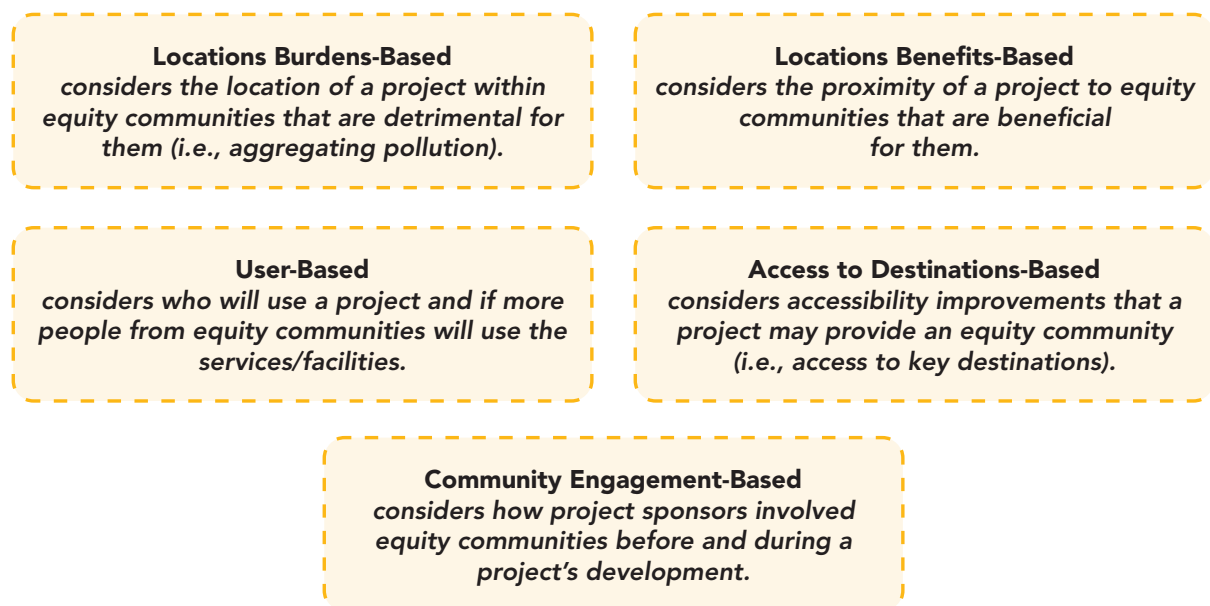 Locations Burdens-Based
considers the location of a project within
equity communities that are detrimental for
them (i.e., aggregating pollution).
Locations Benefits-Based
considers the proximity of a project to equity
communities that are beneficial
for them.
User-Based
considers who will use a project and if more
people from equity communities will use the
services/facilities.
Access to Destinations-Based
considers accessibility improvements that a
project may provide an equity community
(i.e., access to key destinations).
Community Engagement-Based
considers how project sponsors involved
equity communities before and during a
project’s development.